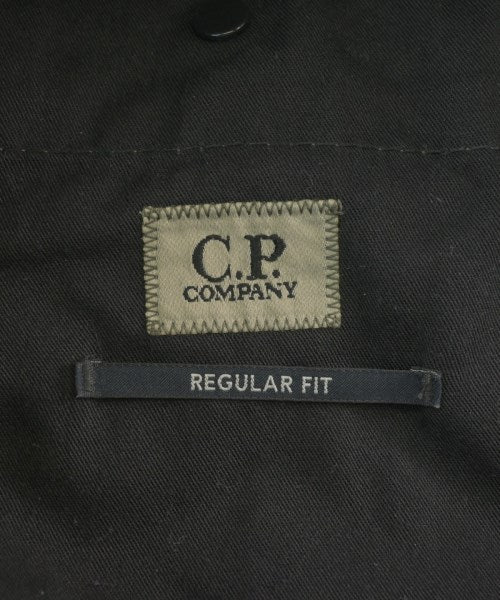 C.P.
COMPANY
REGULAR FIT